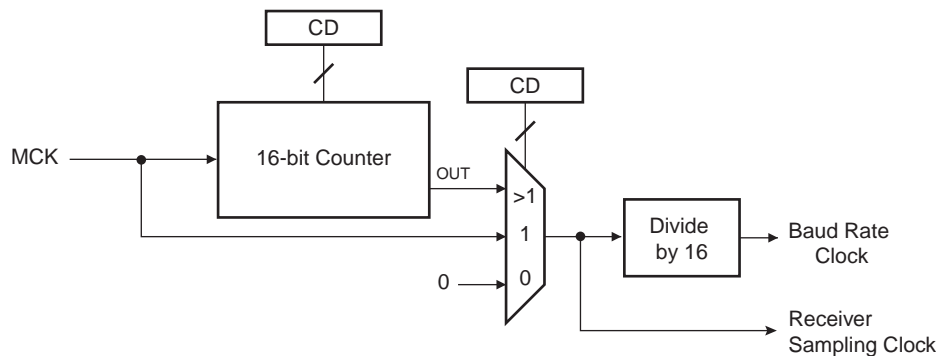 CD
CD
MCK
16-bit Counter
OUT
>1
1
0
0
Divide
by 16
Baud Rate
Clock
Receiver
Sampling Clock